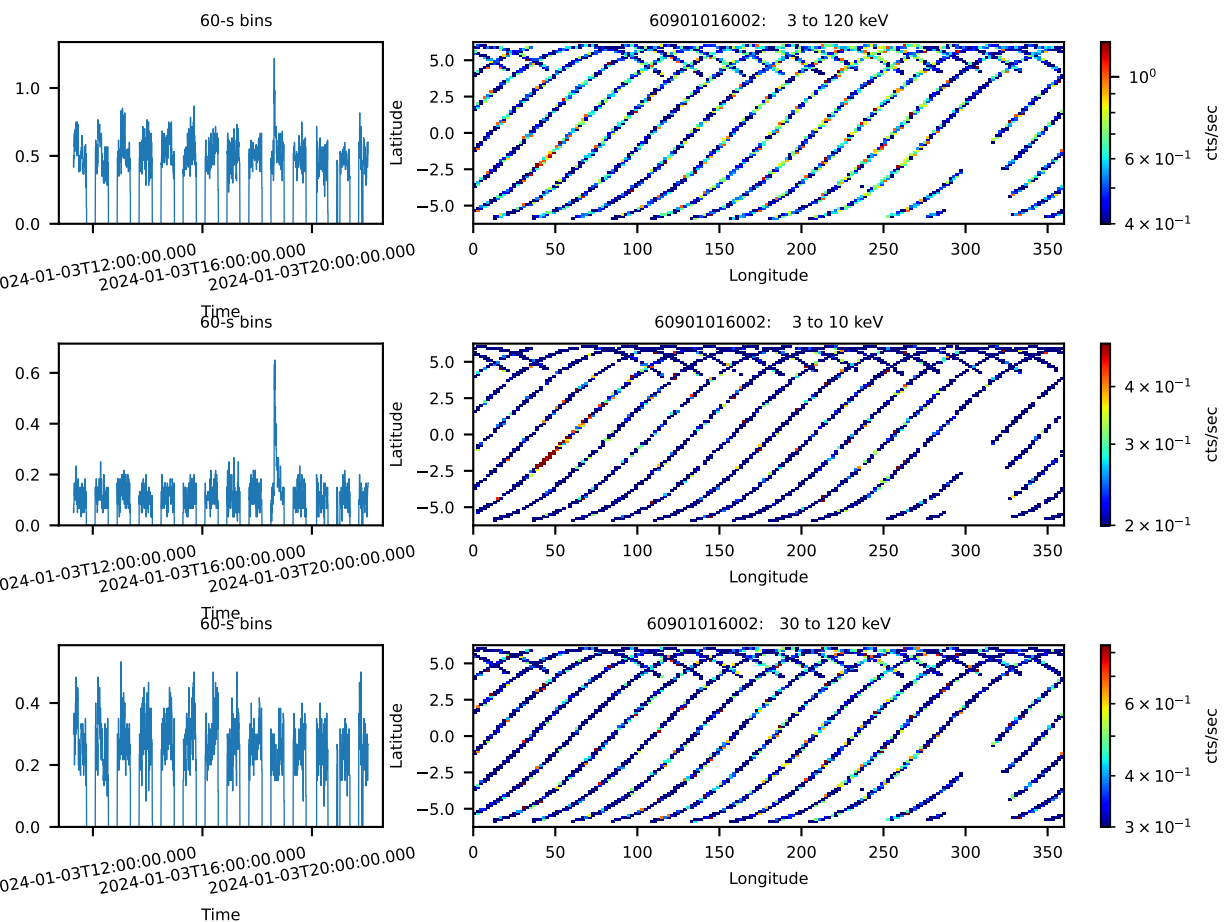 60-s bins
60901016002: 3 to 120 keV
1.0
0.5
0.0
Latitude
5.0
2.5
0.0
−2.5
−5.0
10^0
6 × 10^−1
4 × 10^−1
cts/sec
0 50 100 150 200 250 300 350
Longitude
024-01-03T12:00:00.000
2024-01-03T16:00:00.000
2024-01-03T20:00:00.000
Time
60-s bins
60901016002: 3 to 10 keV
0.6
0.4
0.2
0.0
Latitude
5.0
2.5
0.0
−2.5
−5.0
4 × 10^−1
3 × 10^−1
2 × 10^−1
cts/sec
0 50 100 150 200 250 300 350
Longitude
024-01-03T12:00:00.000
2024-01-03T16:00:00.000
2024-01-03T20:00:00.000
Time
60-s bins
60901016002: 30 to 120 keV
0.4
0.2
0.0
Latitude
5.0
2.5
0.0
−2.5
−5.0
6 × 10^−1
4 × 10^−1
3 × 10^−1
cts/sec
0 50 100 150 200 250 300 350
Longitude
024-01-03T12:00:00.000
2024-01-03T16:00:00.000
2024-01-03T20:00:00.000
Time